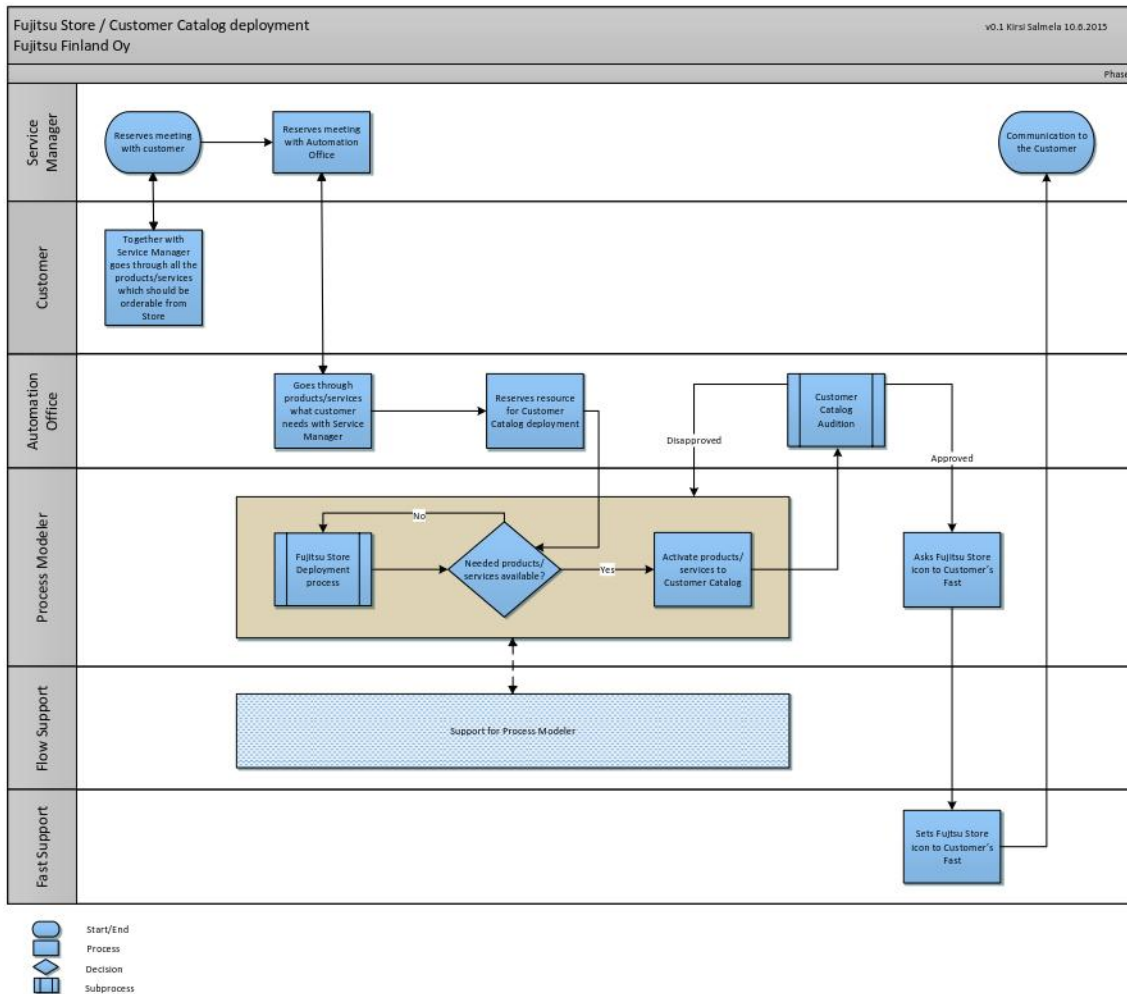 Fujitsu Store / Customer Catalog deployment
Fujitsu Finland Oy
v0.1 Kirsi Salmela 10.6.2015
Phase
Service
Manager
Reserves meeting
with customer
Reserves meeting
with Automation
Office
Communication to
the Customer
Customer
Together with
Service Manager
goes through all the
products/services
which should be
orderable from
Store
Automation
Office
Goes through
products/services
what customer
needs with Service
Manager
Reserves resource
for Customer
Catalog deployment
Customer
Catalog
Audition
Disapproved
Approved
Process Modeler
No
Fujitsu Store
Deployment
process
Needed products/
services available?
Yes
Activate products/
services to
Customer Catalog
Asks Fujitsu Store
icon to Customer´s
Fast
Flow Support
Support for Process Modeler
Fast Support
Sets Fujitsu Store
icon to Customer´s
Fast
Start/End
Process
Decision
Subprocess